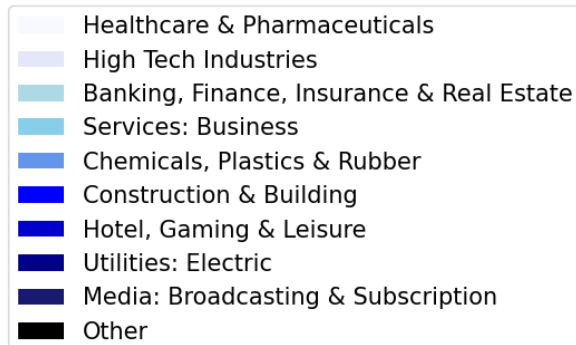 Healthcare & Pharmaceuticals
High Tech Industries
Banking, Finance, Insurance & Real Estate
Services: Business
Chemicals, Plastics & Rubber
Construction & Building
Hotel, Gaming & Leisure
Utilities: Electric
Media: Broadcasting & Subscription
Other